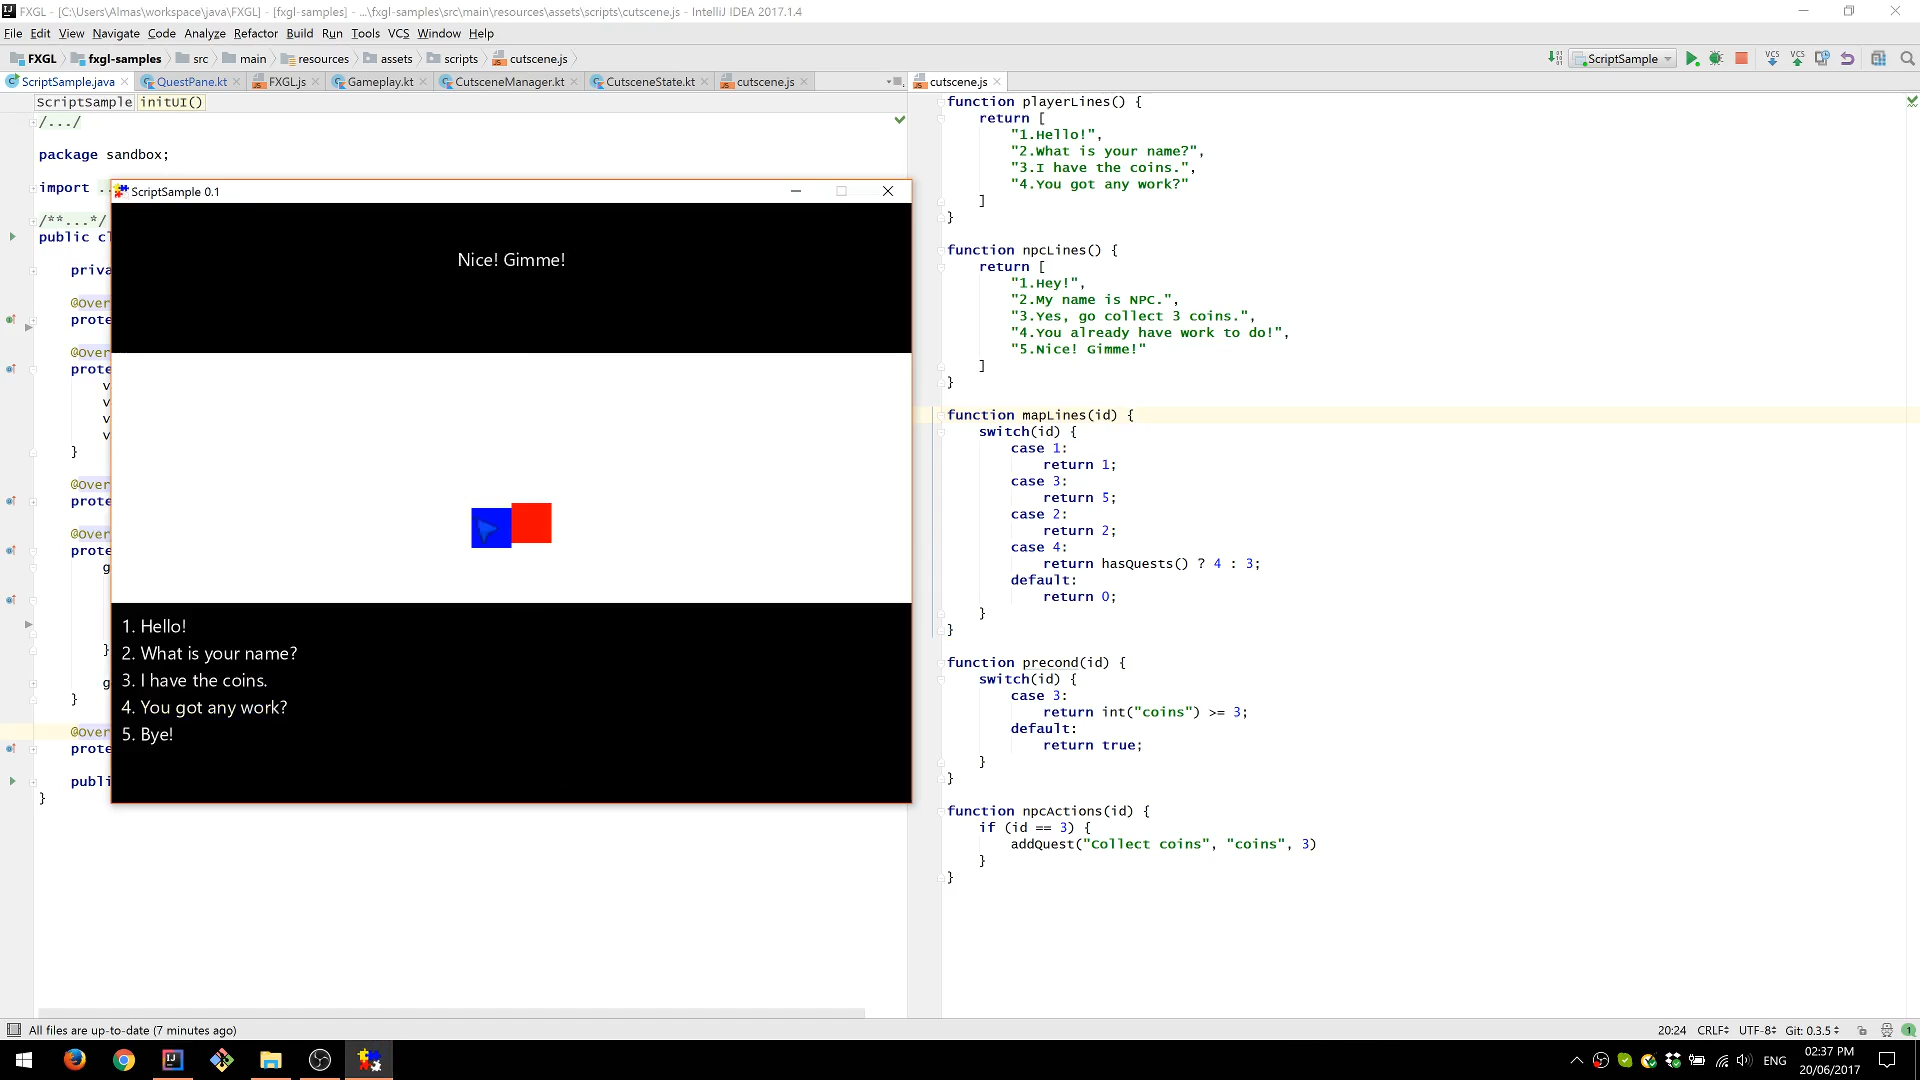 FXGL - [C:\Users\Almas\workspace\java\FXGL] - [fxgl-samples] - ...\fxgl-samples\src\main\resources\assets\scripts\cutscene.js - IntelliJ IDEA 2017.1.4
File Edit View Navigate Code Analyze Refactor Build Run Tools VCS Window Help
FXGL fxgl-samples src main resources assets scripts cutscene.js ScriptSample VCS VCS
ScriptSample.java QuestPane.kt FXGL.js Gameplay.kt CutsceneManager.kt CutsceneState.kt cutscene.js cutscene.js
ScriptSample initUI()
/.../
package sandbox;
import ..
/**...*/
public cl
priva
@Over
prote
@Over
prote
v
v
v
v
}
@Over
prote
@Over
prote
g
}
g
}
@Over
prote
publi
}
ScriptSample 0.1
Nice! Gimme!
1. Hello!
2. What is your name?
3. I have the coins.
4. You got any work?
5. Bye!
function playerLines() {
return [
"1.Hello!",
"2.What is your name?",
"3.I have the coins.",
"4.You got any work?"
]
}
function npcLines() {
return [
"1.Hey!",
"2.My name is NPC.",
"3.Yes, go collect 3 coins.",
"4.You already have work to do!",
"5.Nice! Gimme!"
]
}
function mapLines(id) {
switch(id) {
case 1:
return 1;
case 3:
return 5;
case 2:
return 2;
case 4:
return hasQuests() ? 4 : 3;
default:
return 0;
}
}
function precond(id) {
switch(id) {
case 3:
return int("coins") >= 3;
default:
return true;
}
}
function npcActions(id) {
if (id == 3) {
addQuest("Collect coins", "coins", 3)
}
}
All files are up-to-date (7 minutes ago)
20:24 CRLF UTF-8 Git: 0.3.5 1
ENG
02:37 PM
20/06/2017